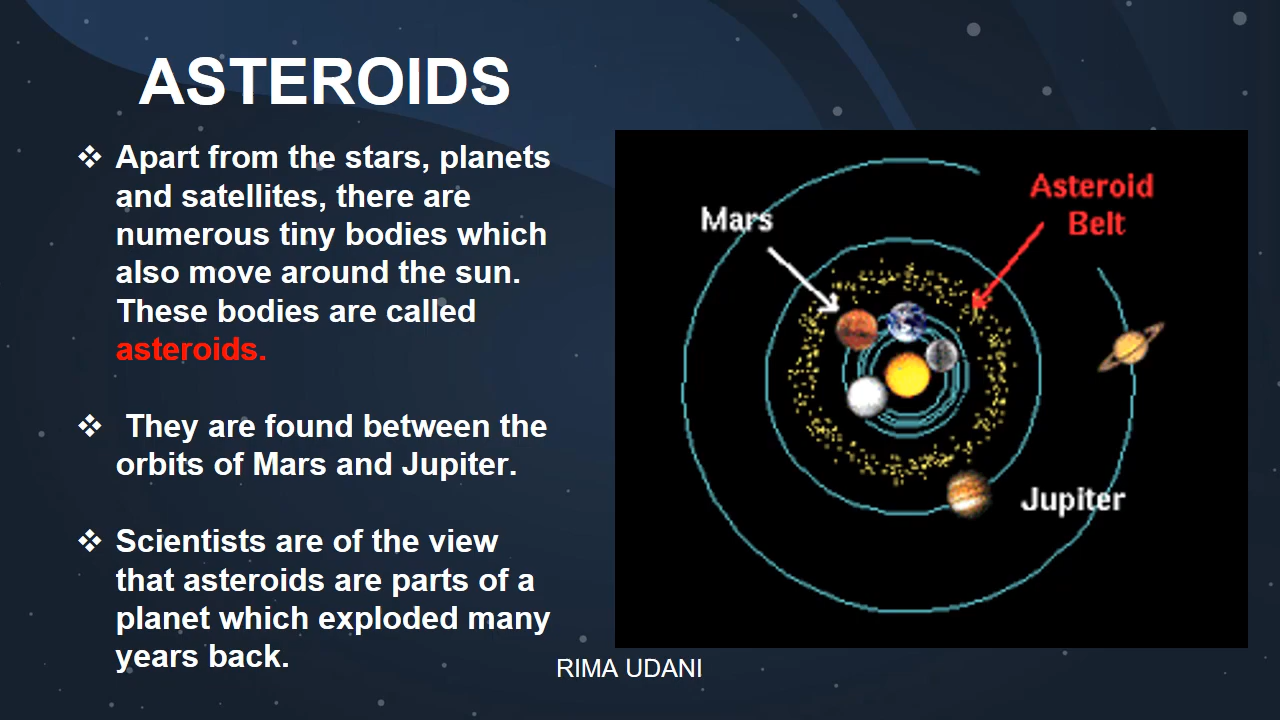 ASTEROIDS
❖ Apart from the stars, planets
and satellites, there are
numerous tiny bodies which
also move around the sun.
These bodies are called
asteroids.
❖ They are found between the
orbits of Mars and Jupiter.
❖ Scientists are of the view
that asteroids are parts of a
planet which exploded many
years back.
Mars
Asteroid
Belt
Jupiter
RIMA UDANI